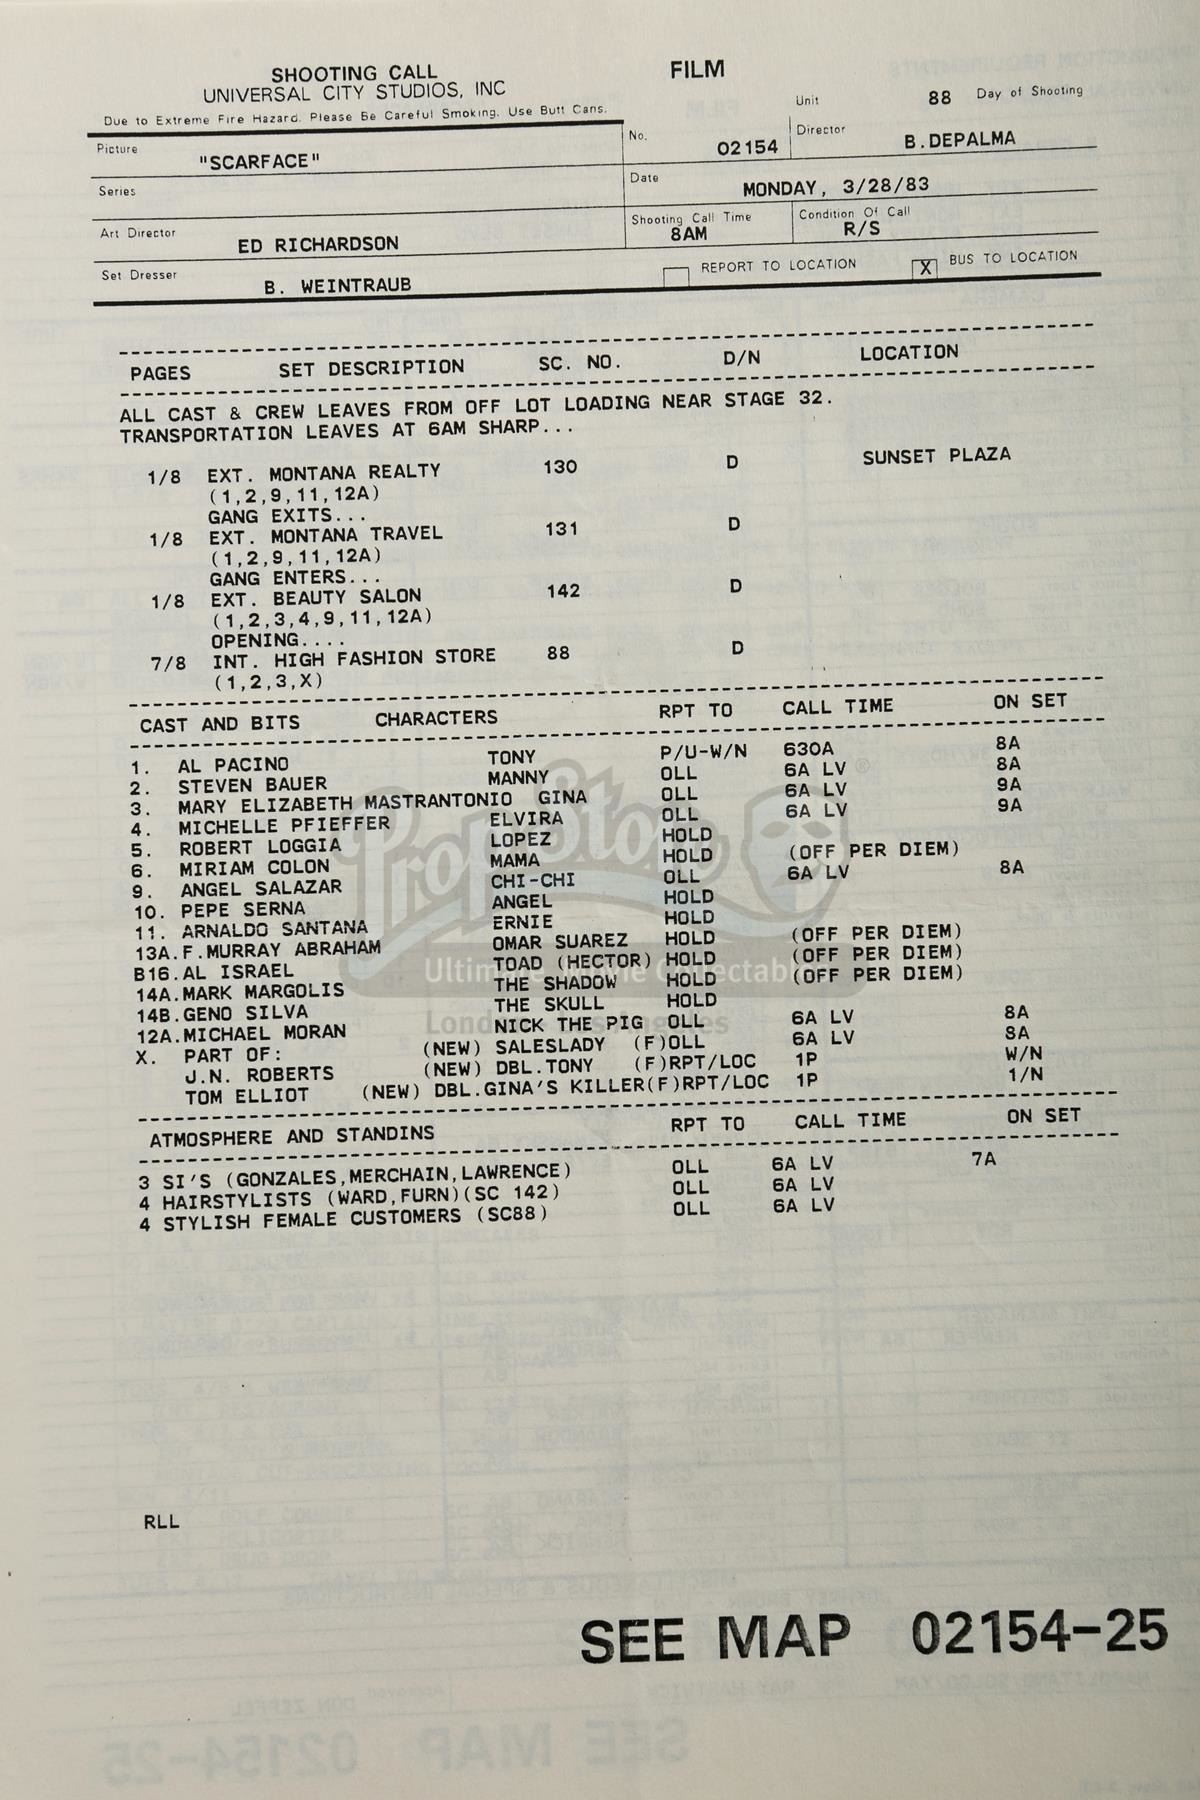 SHOOTING CALL
UNIVERSAL CITY STUDIOS, INC
Due to Extreme Fire Hazard. Please Be Careful Smoking. Use Butt Cans.
FILM
Unit 88 Day of Shooting
Picture "SCARFACE" No. 02154 Director B.DEPALMA
Series Date MONDAY, 3/28/83
Art Director ED RICHARDSON Shooting Call Time 8AM Condition Of Call R/S
Set Dresser B. WEINTRAUB REPORT TO LOCATION X BUS TO LOCATION
PAGES SET DESCRIPTION SC. NO. D/N LOCATION
ALL CAST & CREW LEAVES FROM OFF LOT LOADING NEAR STAGE 32.
TRANSPORTATION LEAVES AT 6AM SHARP...
1/8 EXT. MONTANA REALTY 130 D SUNSET PLAZA
(1,2,9,11,12A)
GANG EXITS...
1/8 EXT. MONTANA TRAVEL 131 D
(1,2,9,11,12A)
GANG ENTERS...
1/8 EXT. BEAUTY SALON 142 D
(1,2,3,4,9,11,12A)
OPENING....
7/8 INT. HIGH FASHION STORE 88 D
(1,2,3,X)
CAST AND BITS CHARACTERS RPT TO CALL TIME ON SET
1. AL PACINO TONY P/U-W/N 630A 8A
2. STEVEN BAUER MANNY OLL 6A LV 8A
3. MARY ELIZABETH MASTRANTONIO GINA OLL 6A LV 9A
4. MICHELLE PFIEFFER ELVIRA OLL 6A LV 9A
5. ROBERT LOGGIA LOPEZ HOLD
6. MIRIAM COLON MAMA HOLD (OFF PER DIEM)
9. ANGEL SALAZAR CHI-CHI OLL 6A LV 8A
10. PEPE SERNA ANGEL HOLD
11. ARNALDO SANTANA ERNIE HOLD
13A.F.MURRAY ABRAHAM OMAR SUAREZ HOLD (OFF PER DIEM)
B16.AL ISRAEL TOAD (HECTOR) HOLD (OFF PER DIEM)
14A.MARK MARGOLIS THE SHADOW HOLD (OFF PER DIEM)
14B.GENO SILVA THE SKULL HOLD
12A.MICHAEL MORAN NICK THE PIG OLL 6A LV 8A
X. PART OF: (NEW) SALESLADY (F)OLL 6A LV 8A
J.N. ROBERTS (NEW) DBL.TONY (F)RPT/LOC 1P W/N
TOM ELLIOT (NEW) DBL.GINA'S KILLER(F)RPT/LOC 1P 1/N
Prop Store ®
Ultimate Movie Collectables
London - Los Angeles
ATMOSPHERE AND STANDINS RPT TO CALL TIME ON SET
3 SI'S (GONZALES,MERCHAIN,LAWRENCE) OLL 6A LV 7A
4 HAIRSTYLISTS (WARD,FURN)(SC 142) OLL 6A LV
4 STYLISH FEMALE CUSTOMERS (SC88) OLL 6A LV
RLL
SEE MAP 02154-25